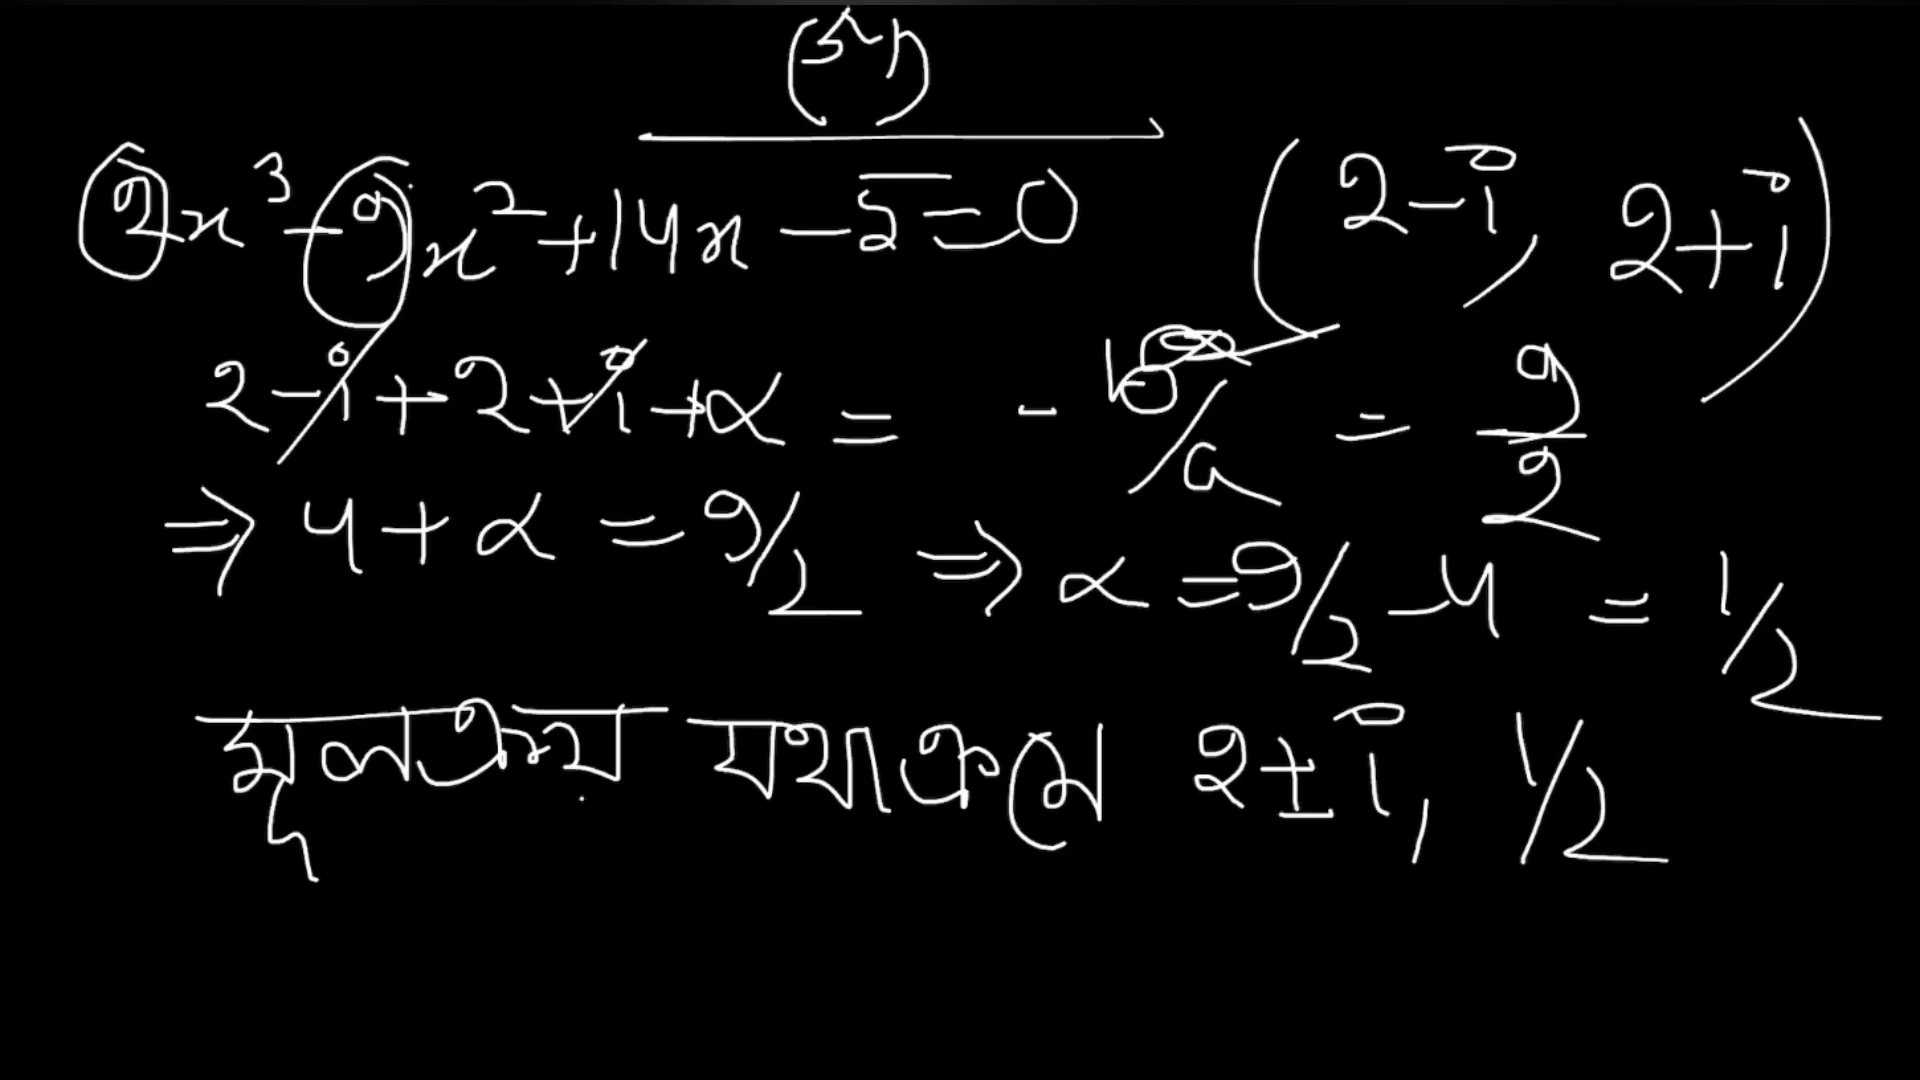 2x³ - 9x² + 14x - 5 = 0 (2-i, 2+i)
2-i + 2+i + α = - b/a = 9/2
⇒ 4 + α = 9/2 ⇒ α = 9/2 - 4 = 1/2
মূলত্রয় যথাক্রমে 2±i, 1/2